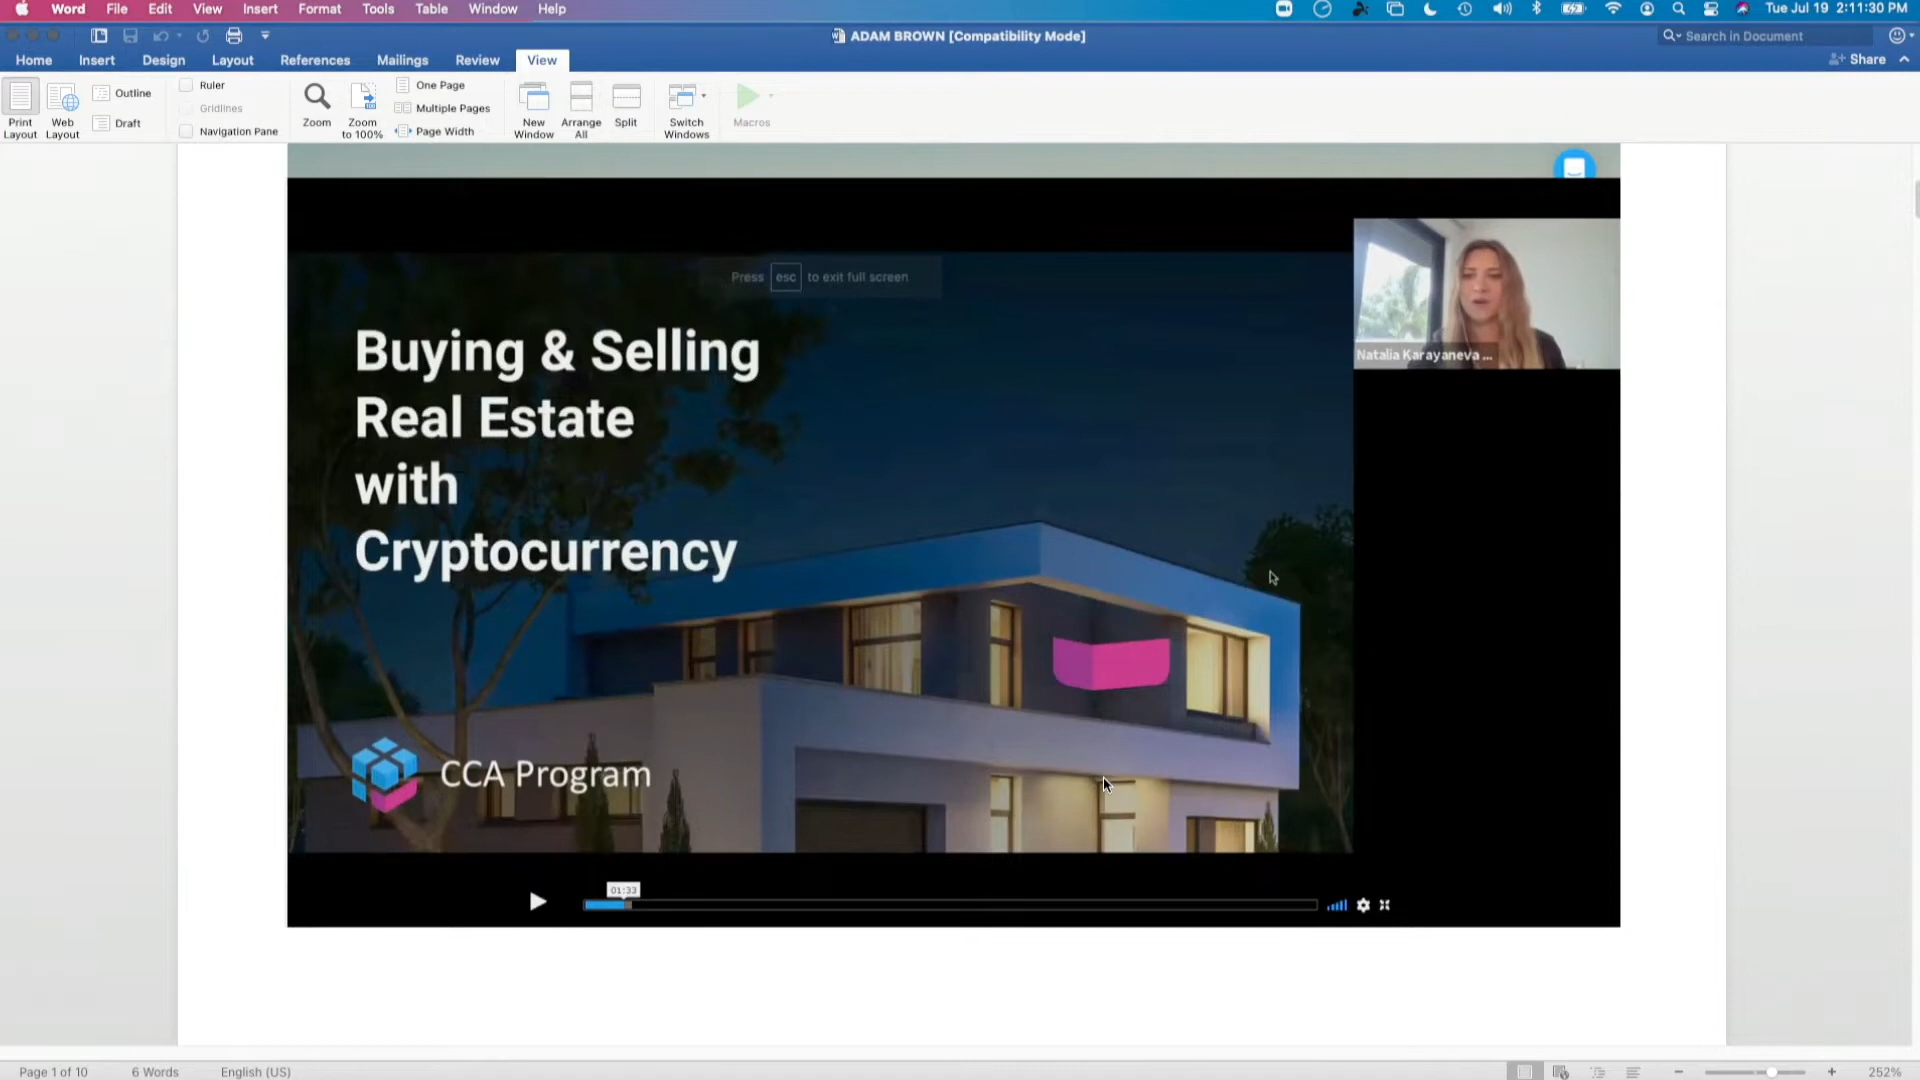 Word File Edit View Insert Format Tools Table Window Help
Tue Jul 19 2:11:30 PM
ADAM BROWN [Compatibility Mode]
Search in Document
Home Insert Design Layout References Mailings Review View
Share
Print Layout
Web Layout
Outline
Draft
Ruler
Gridlines
Navigation Pane
Zoom
Zoom to 100%
One Page
Multiple Pages
Page Width
New Window
Arrange All
Split
Switch Windows
Macros
Press esc to exit full screen
Natalia Karayaneva ...
Buying & Selling
Real Estate
with
Cryptocurrency
CCA Program
01:33
Page 1 of 10
6 Words
English (US)
252%